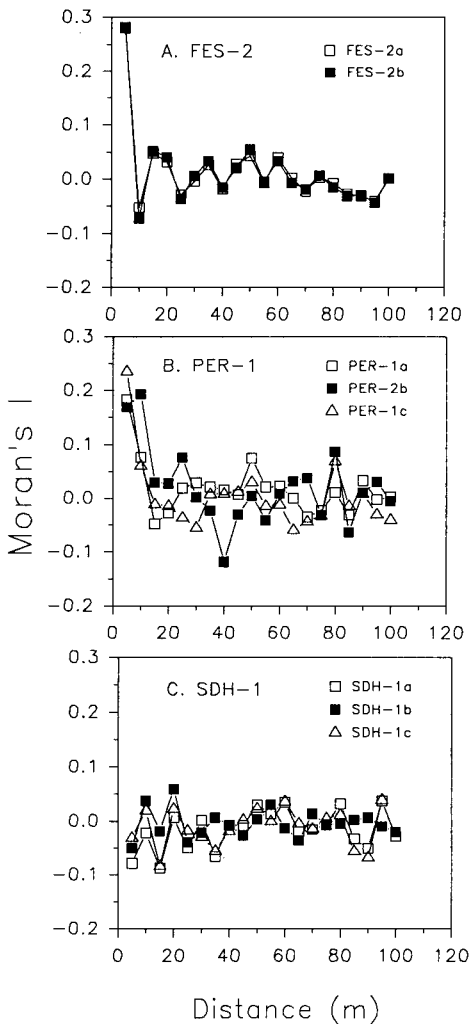 A. FES-2
FES-2a
FES-2b
0.3
0.2
0.1
0.0
-0.1
-0.2
0 20 40 60 80 100 120
B. PER-1
PER-1a
PER-2b
PER-1c
0.3
0.2
0.1
0.0
-0.1
-0.2
0 20 40 60 80 100 120
Moran's I
C. SDH-1
SDH-1a
SDH-1b
SDH-1c
0.3
0.2
0.1
0.0
-0.1
-0.2
0 20 40 60 80 100 120
Distance (m)